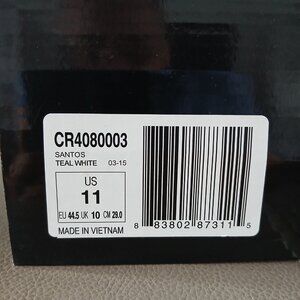 CR4080003
SANTOS
TEAL WHITE 03-15
US
11
EU 44.5 UK 10 CM 29.0
MADE IN VIETNAM
8 83802 87311 5